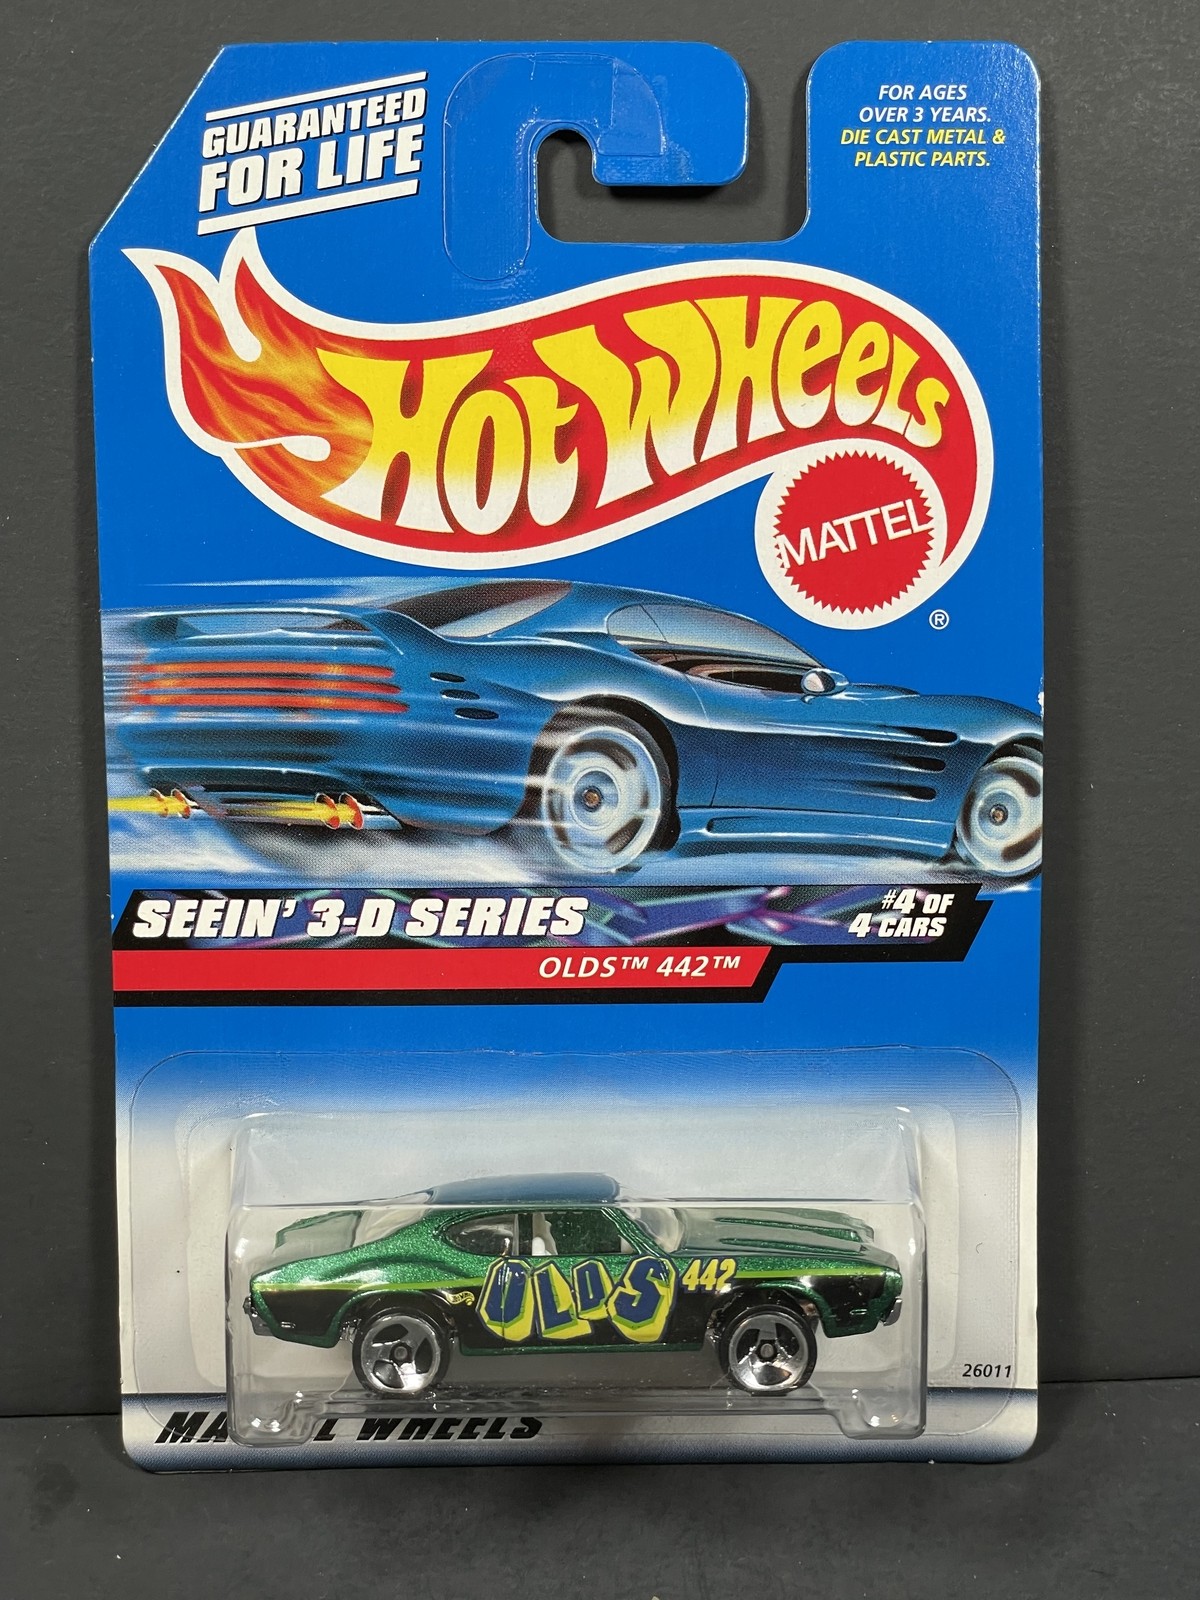 GUARANTEED
FOR LIFE
FOR AGES
OVER 3 YEARS.
DIE CAST METAL &
PLASTIC PARTS.
HOT WHEELS
MATTEL
®
SEEIN' 3-D SERIES
#4 OF
4 CARS
OLDS™ 442™
OLDS 442
26011
WHEELS